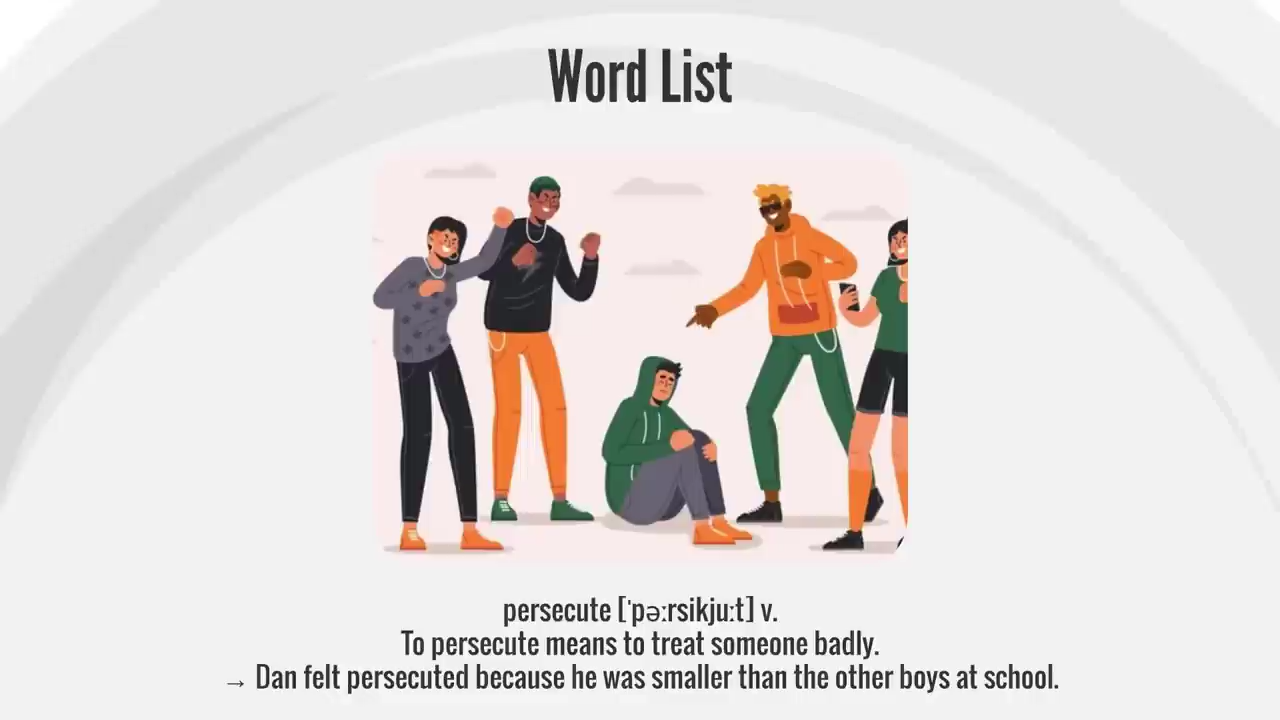 Word List
persecute [ˈpəːrsikjuːt] v.
To persecute means to treat someone badly.
→ Dan felt persecuted because he was smaller than the other boys at school.